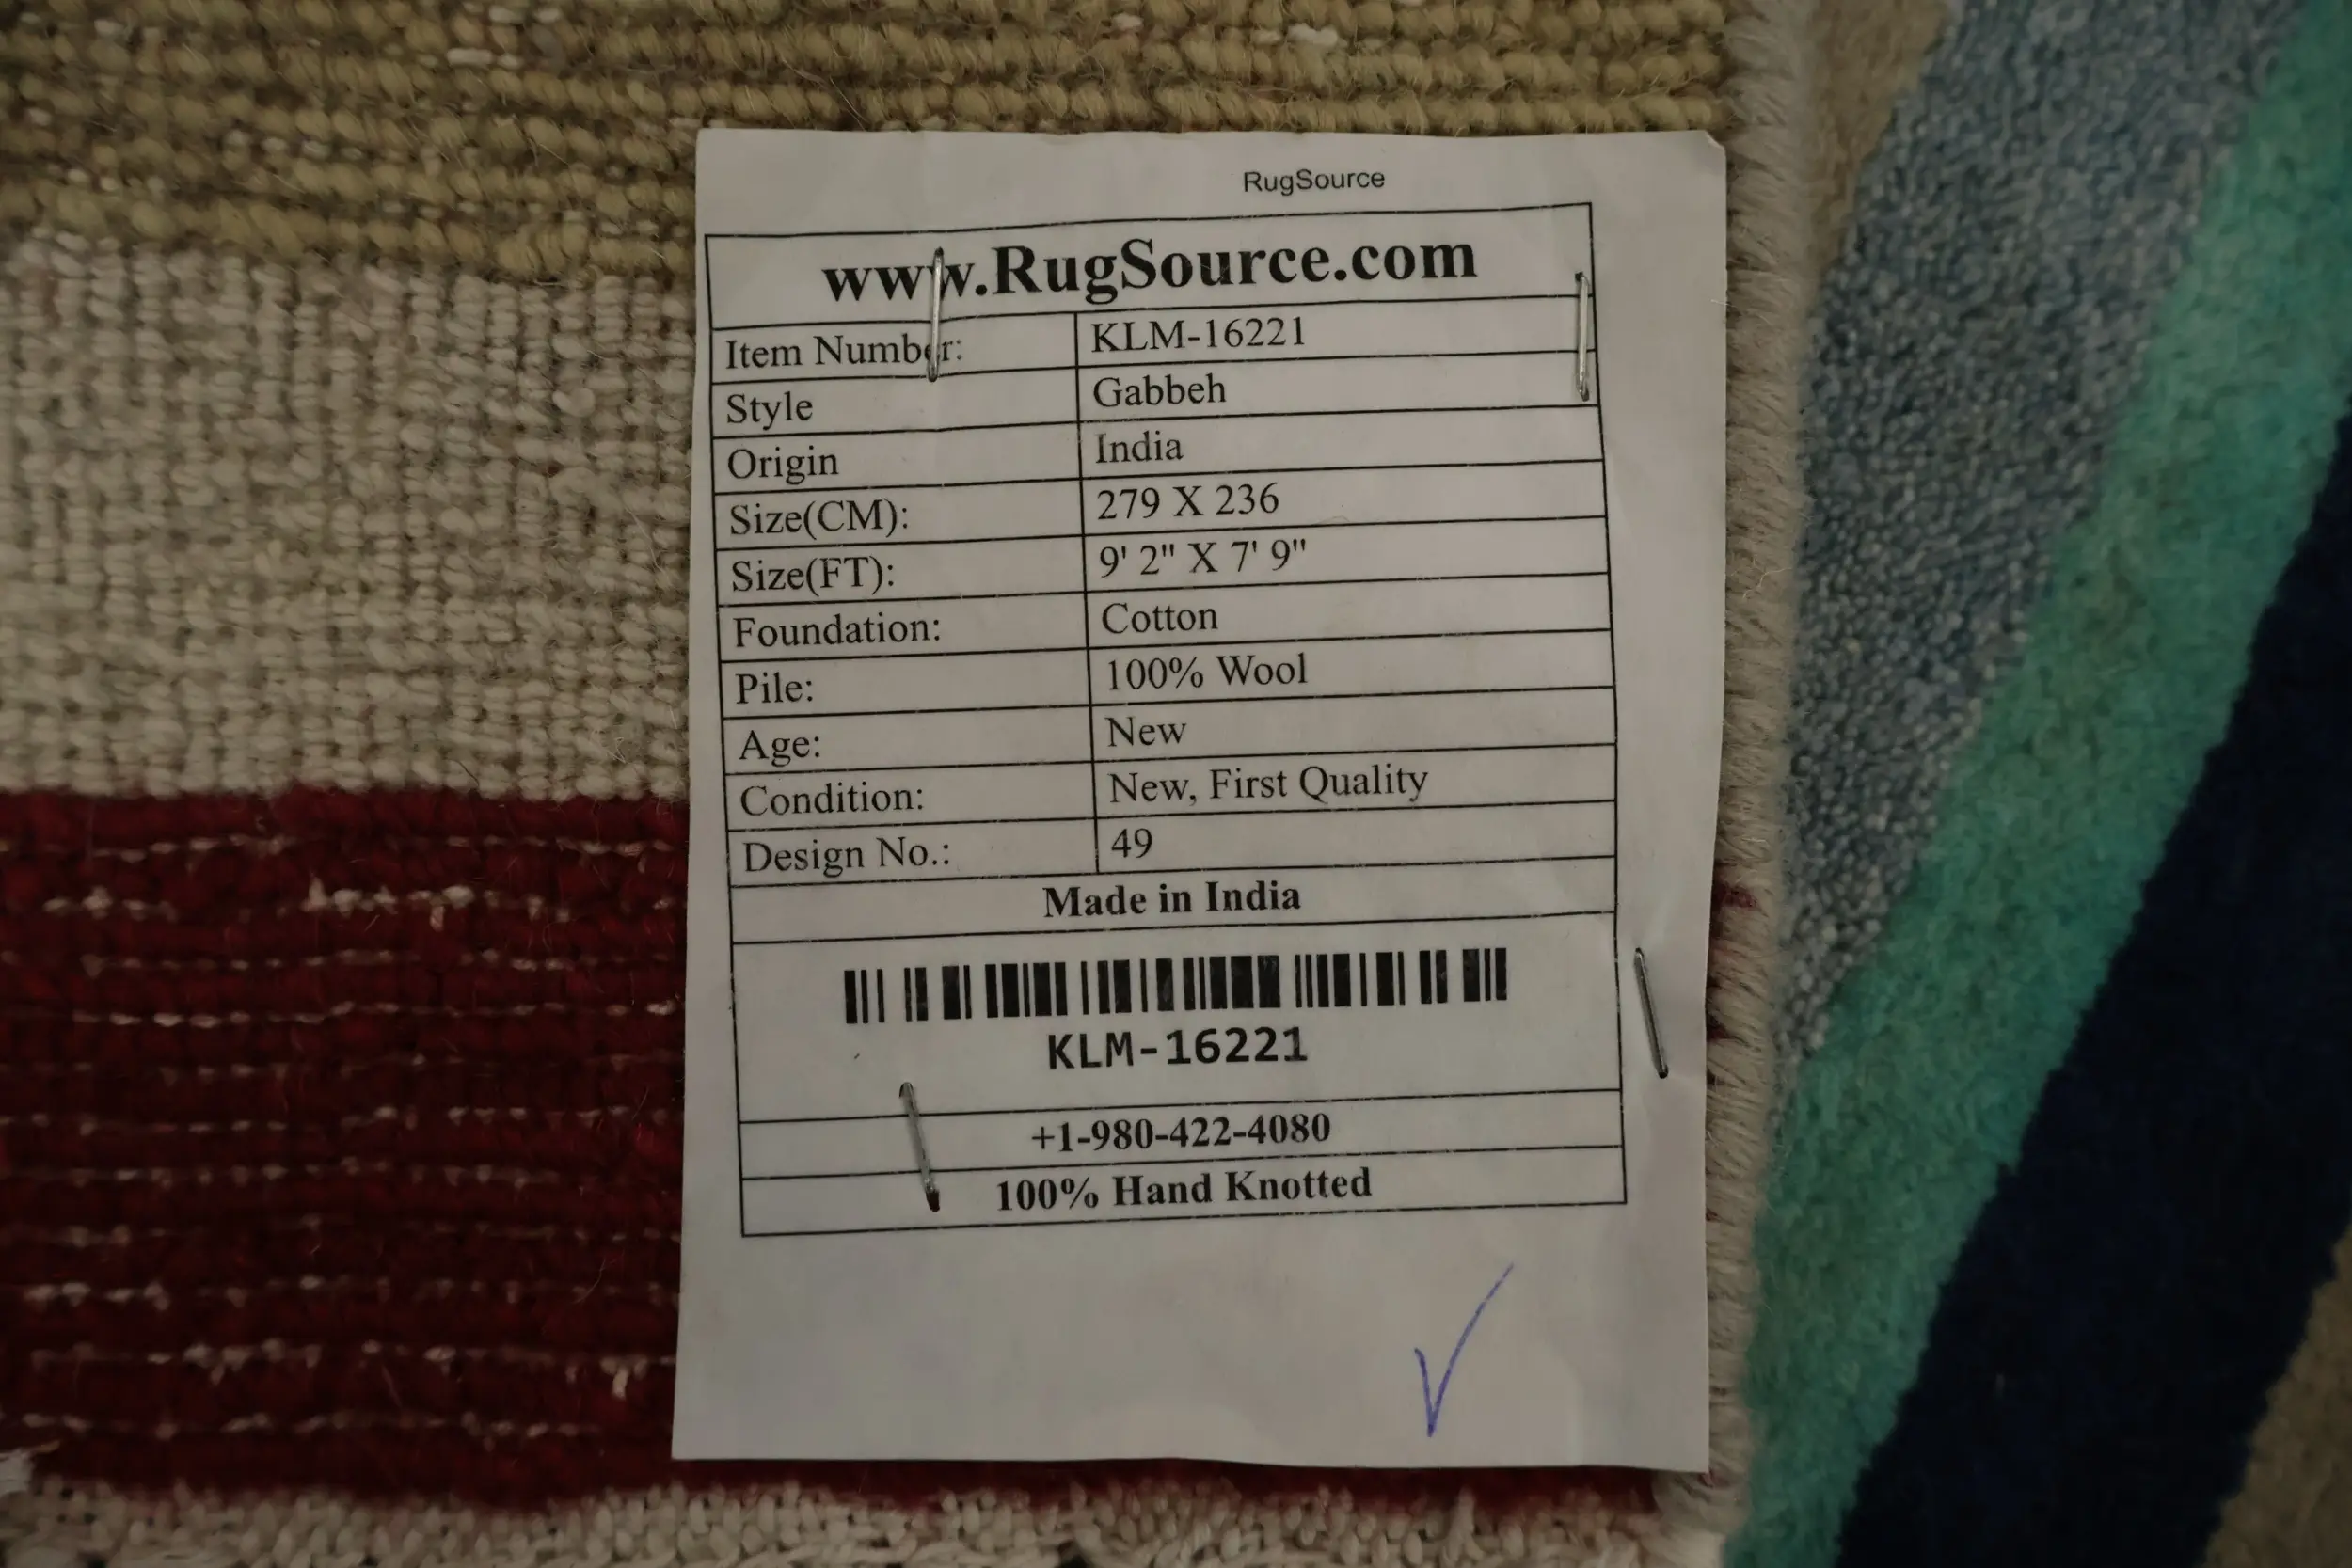 RugSource
www.RugSource.com
Item Number: KLM-16221
Style Gabbeh
Origin India
Size(CM): 279 X 236
Size(FT): 9' 2" X 7' 9"
Foundation: Cotton
Pile: 100% Wool
Age: New
Condition: New, First Quality
Design No.: 49
Made in India
KLM-16221
+1-980-422-4080
100% Hand Knotted